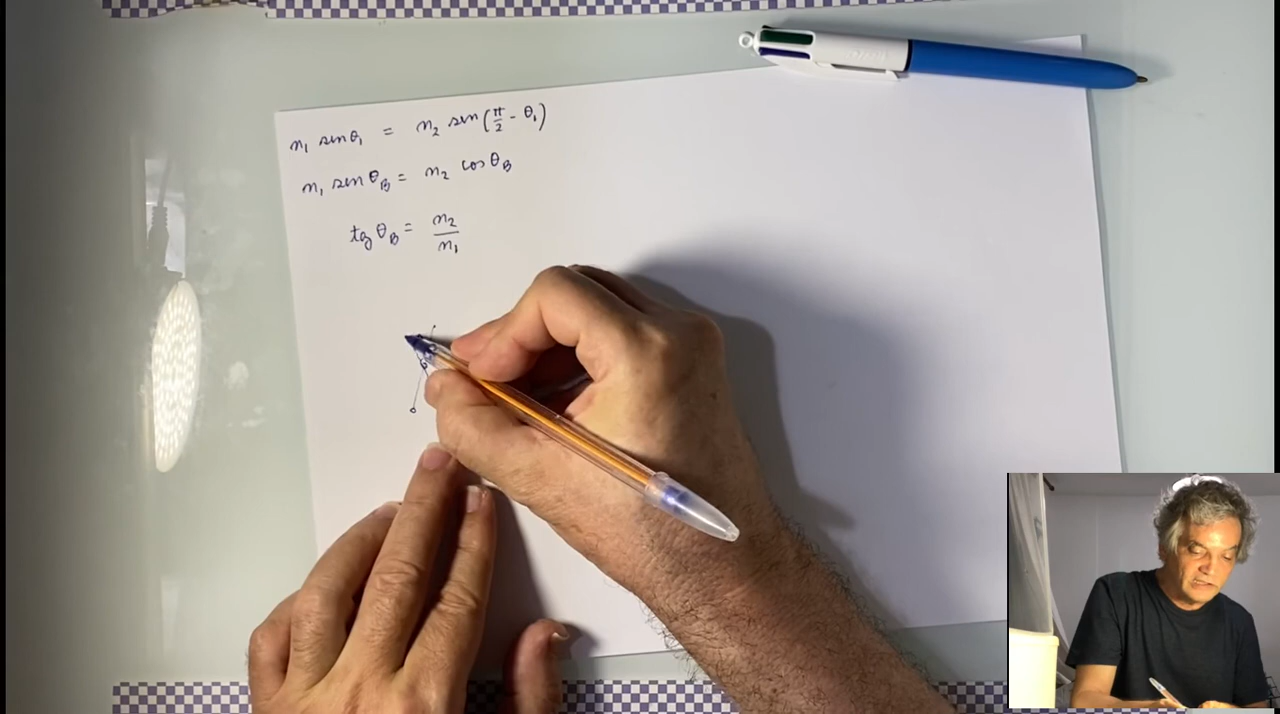 n₁ sen θ₁ = n₂ sen(π/2 - θ₁)
n₁ sen θ_B = n₂ cos θ_B
tg θ_B = n₂/n₁